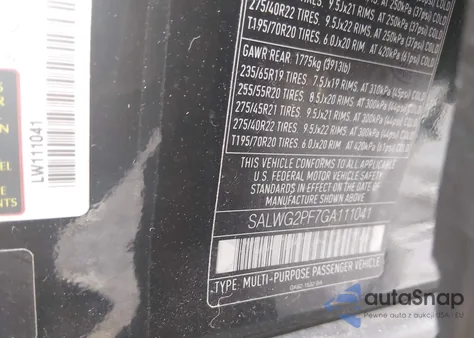 275/40R22 TIRES, 9.5Jx22 RIMS AT 250kPa (37psi) COLD
T195/70R20 TIRES, 6.0Jx20 RIM AT 420kPa (61psi) COLD
GAWR REAR: 1775kg (3913lb)
235/65R19 TIRES, 7.5Jx19 RIMS AT 310kPa (45psi) COLD
255/55R20 TIRES, 8.5Jx20 RIMS AT 300kPa (44psi) COLD
275/45R21 TIRES, 9.5Jx21 RIMS AT 300kPa (44psi) COLD
275/40R22 TIRES, 9.5Jx22 RIMS AT 300kPa (44psi) COLD
T195/70R20 TIRES, 6.0Jx20 RIM AT 420kPa (61psi) COLD
THIS VEHICLE CONFORMS TO ALL APPLICABLE
U.S. FEDERAL MOTOR VEHICLE SAFETY
STANDARDS IN EFFECT ON THE DATE OF
MANUFACTURE SHOWN ABOVE.
SALWG2PF7GA111041
TYPE: MULTI-PURPOSE PASSENGER VEHICLE
LW111041
autoSnap
Pewne auta z aukcji USA i EU